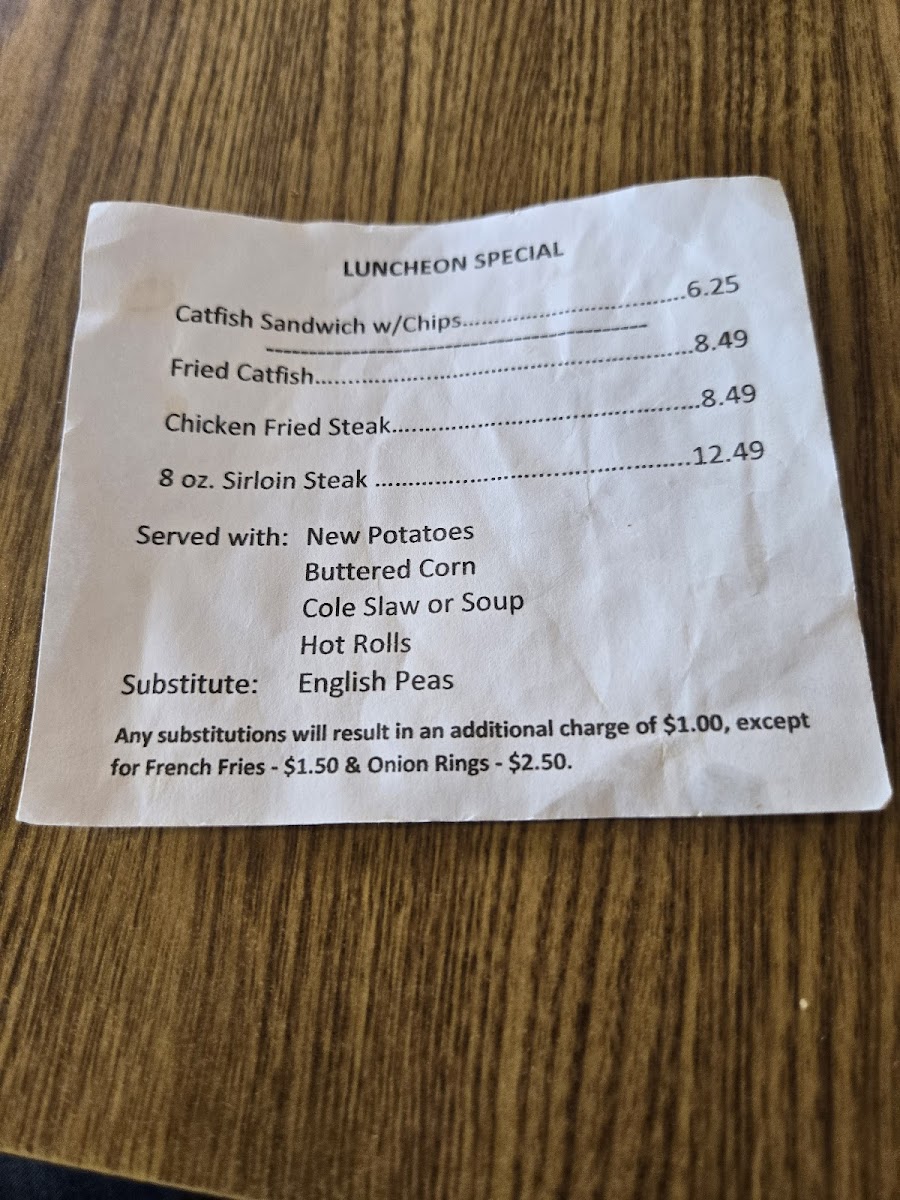 LUNCHEON SPECIAL
Catfish Sandwich w/Chips....................................6.25
--------------------------------------------
Fried Catfish............................................................8.49
Chicken Fried Steak.................................................8.49
8 oz. Sirloin Steak ..................................................12.49
Served with: New Potatoes
Buttered Corn
Cole Slaw or Soup
Hot Rolls
Substitute: English Peas
Any substitutions will result in an additional charge of $1.00, except
for French Fries - $1.50 & Onion Rings - $2.50.